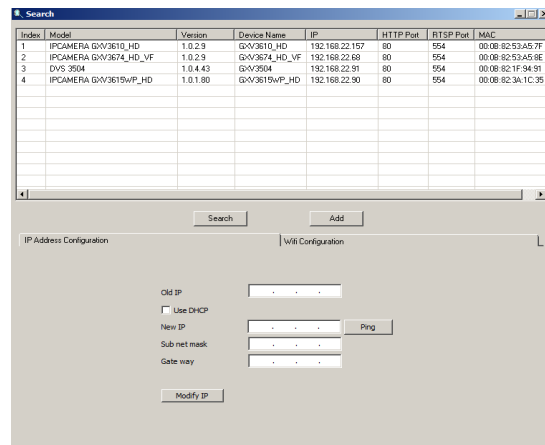 Search
Index Model Version Device Name IP HTTP Port RTSP Port MAC
1 IPCAMERA GXV3610_HD 1.0.2.9 GXV3610_HD 192.168.22.157 80 554 00:0B:82:53:A5:7F
2 IPCAMERA GXV3674_HD_VF 1.0.2.9 GXV3674_HD_VF 192.168.22.68 80 554 00:0B:82:53:A5:8E
3 DVS 3504 1.0.4.43 GXV3504 192.168.22.91 80 554 00:0B:82:1F:94:91
4 IPCAMERA GXV3615WP_HD 1.0.1.80 GXV3615WP_HD 192.168.22.90 80 554 00:0B:82:3A:1C:35
Search Add
IP Address Configuration Wifi Configuration
Old IP . . .
Use DHCP
New IP . . . Ping
Sub net mask . . .
Gate way . . .
Modify IP